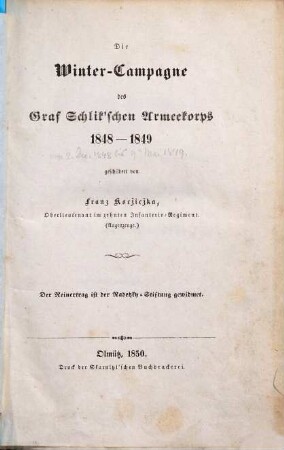 Die
Winter-Campagne
des
Graf Schlik'schen Armeekorps
1848 — 1849
geschildert von
Franz Korziczka,
Oberlieutenant im zehnten Infanterie-Regiment.
(Augenzeuge.)
Der Reinertrag ist der Radetzky-Stiftung gewidmet.
Olmütz, 1850.
Druck der Skarnitzl'schen Buchdruckerei.